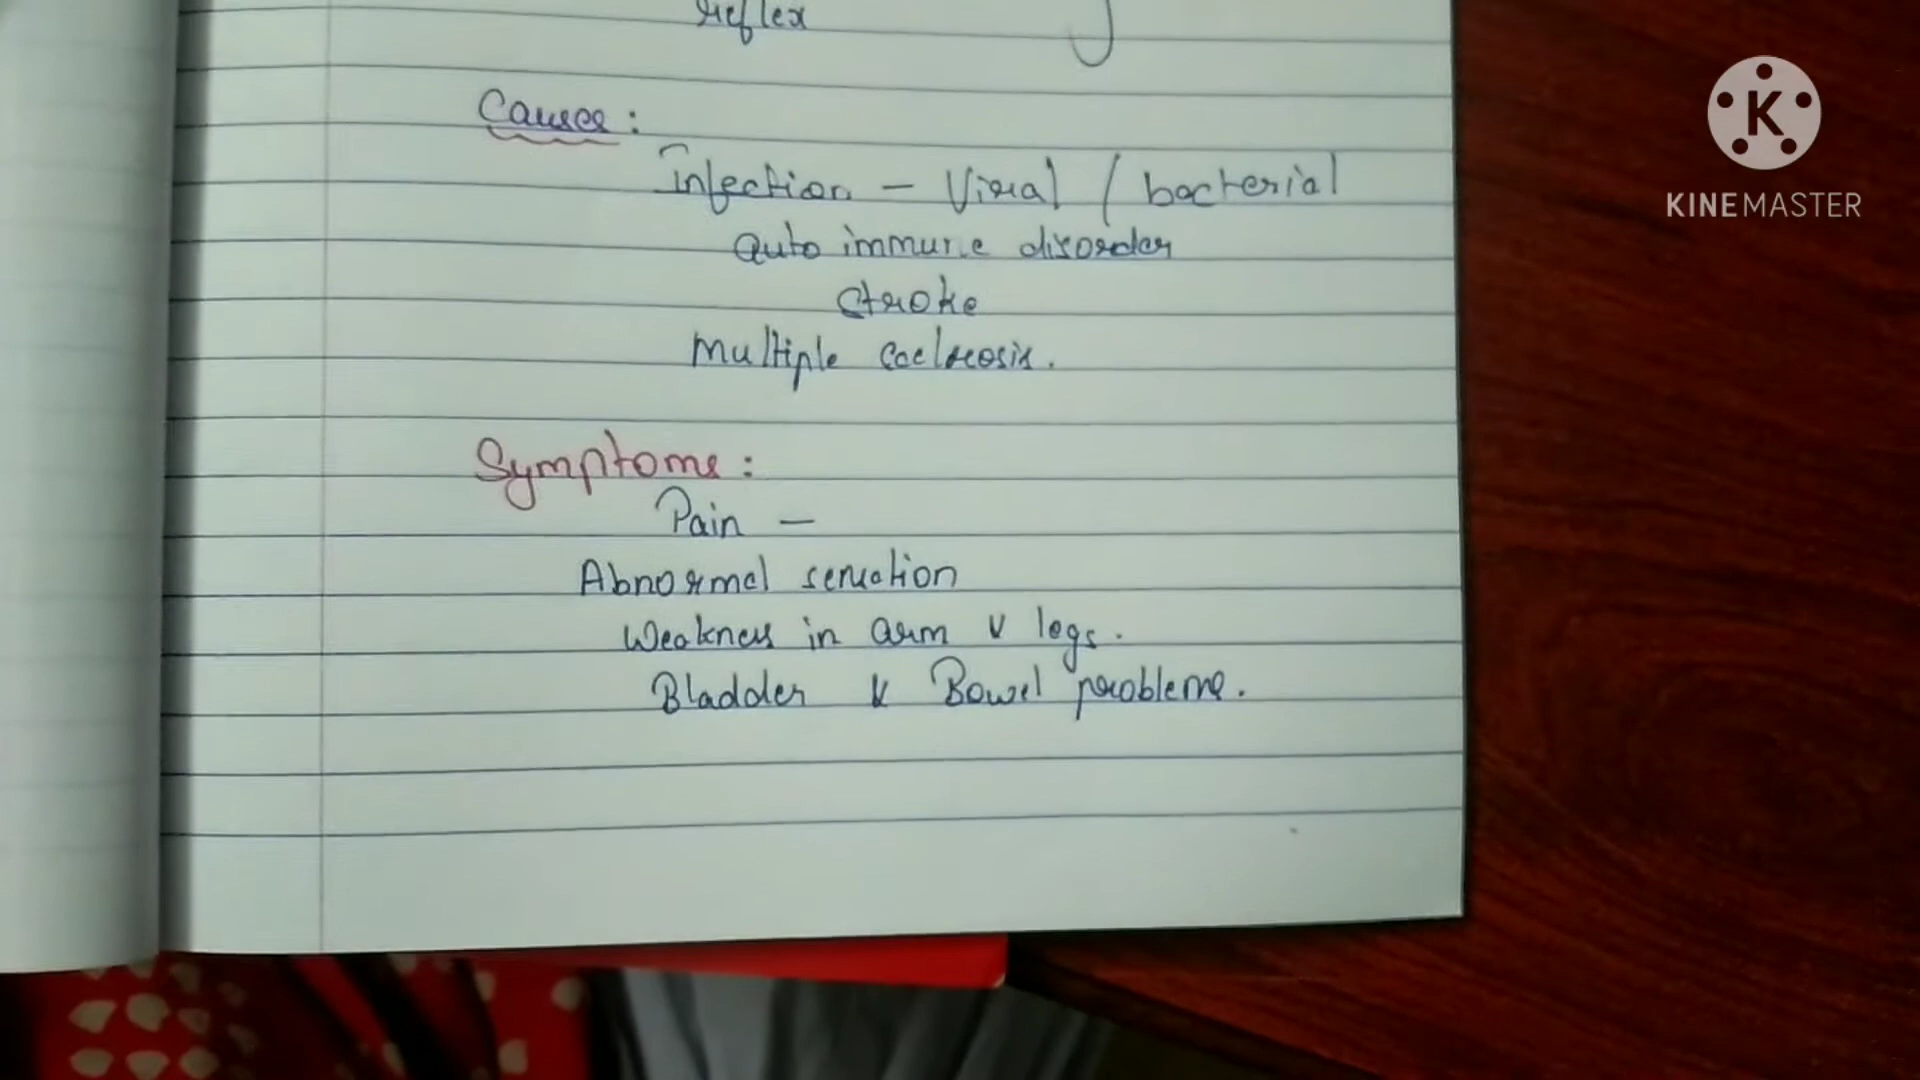 reflex
Causes :
Infection - Viral / bacterial
auto immune disorder
Stroke
Multiple scelrosis.
Symptoms :
Pain -
Abnormal sensation
Weakness in arm & legs.
Bladder & Bowel problems.
K
KINEMASTER